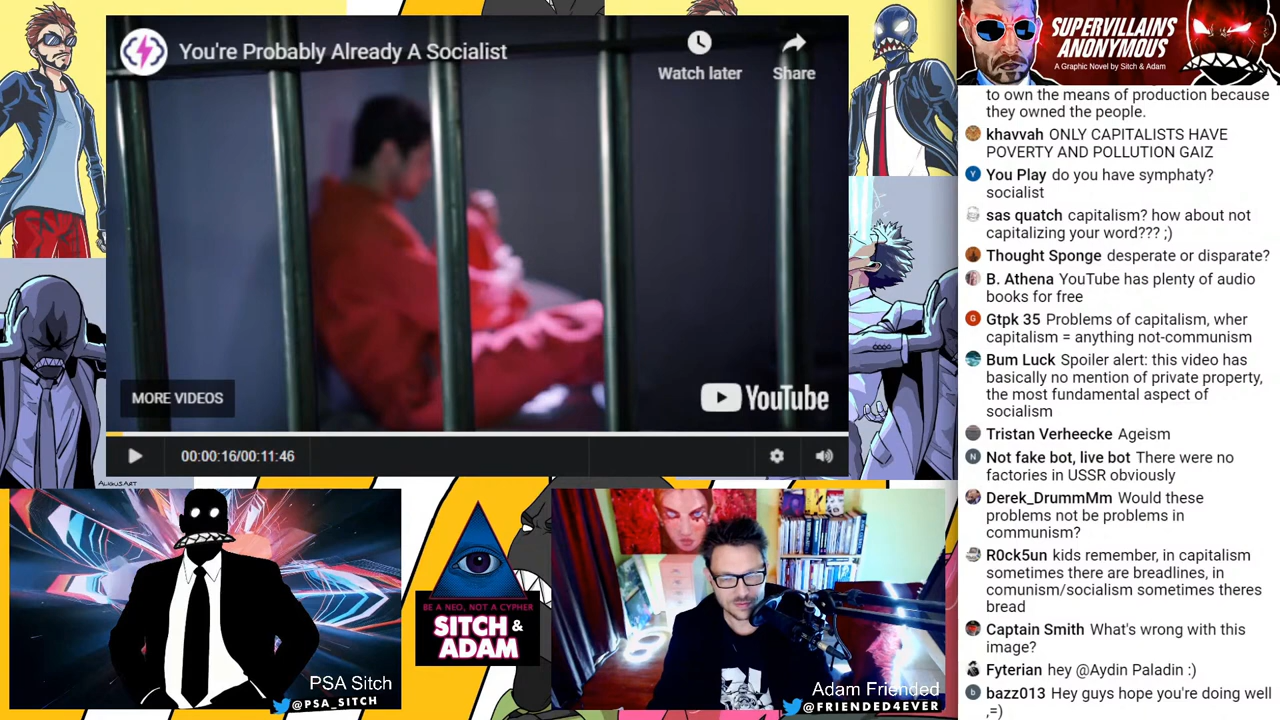 You're Probably Already A Socialist
Watch later
Share
MORE VIDEOS
YouTube
00:00:16/00:11:46
AUGUSART
PSA Sitch
@PSA_SITCH
BE A NEO, NOT A CYPHER
SITCH &
ADAM
Adam Friended
@FRIENDED4EVER
SUPERVILLAINS
ANONYMOUS
A Graphic Novel by Sitch & Adam
to own the means of production because
they owned the people.
khavvah ONLY CAPITALISTS HAVE
POVERTY AND POLLUTION GAIZ
Y
You Play do you have symphaty?
socialist
sas quatch capitalism? how about not
capitalizing your word??? ;)
Thought Sponge desperate or disparate?
B. Athena YouTube has plenty of audio
books for free
G
Gtpk 35 Problems of capitalism, wher
capitalism = anything not-communism
Bum Luck Spoiler alert: this video has
basically no mention of private property,
the most fundamental aspect of
socialism
Tristan Verheecke Ageism
N
Not fake bot, live bot There were no
factories in USSR obviously
Derek_DrummMm Would these
problems not be problems in
communism?
R0ck5un kids remember, in capitalism
sometimes there are breadlines, in
comunism/socialism sometimes theres
bread
Captain Smith What's wrong with this
image?
Fyterian hey @Aydin Paladin :)
b
bazz013 Hey guys hope you're doing well
,=)